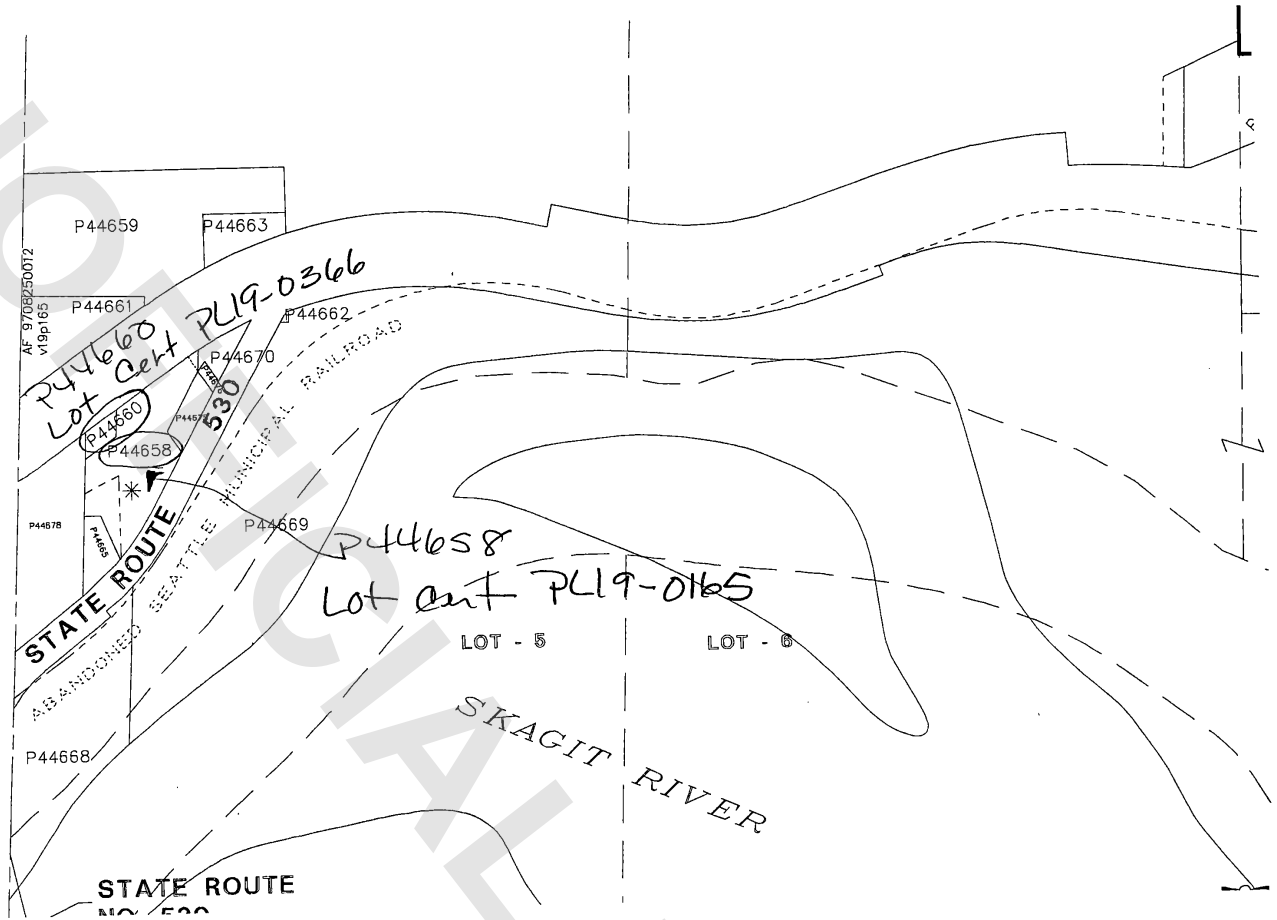 P44659
P44663
AF 9708250012
v19p165
P44661
P44660
Lot Cert PL19-0366
P44662
P44670
530
P44660
P44658
P44678
P44665
P44669
P44658
Lot Cert PL19-0165
STATE ROUTE
ABANDONED SEATTLE MUNICIPAL RAILROAD
LOT - 5
LOT - 6
SKAGIT RIVER
P44668
STATE ROUTE
UNOFFICIAL